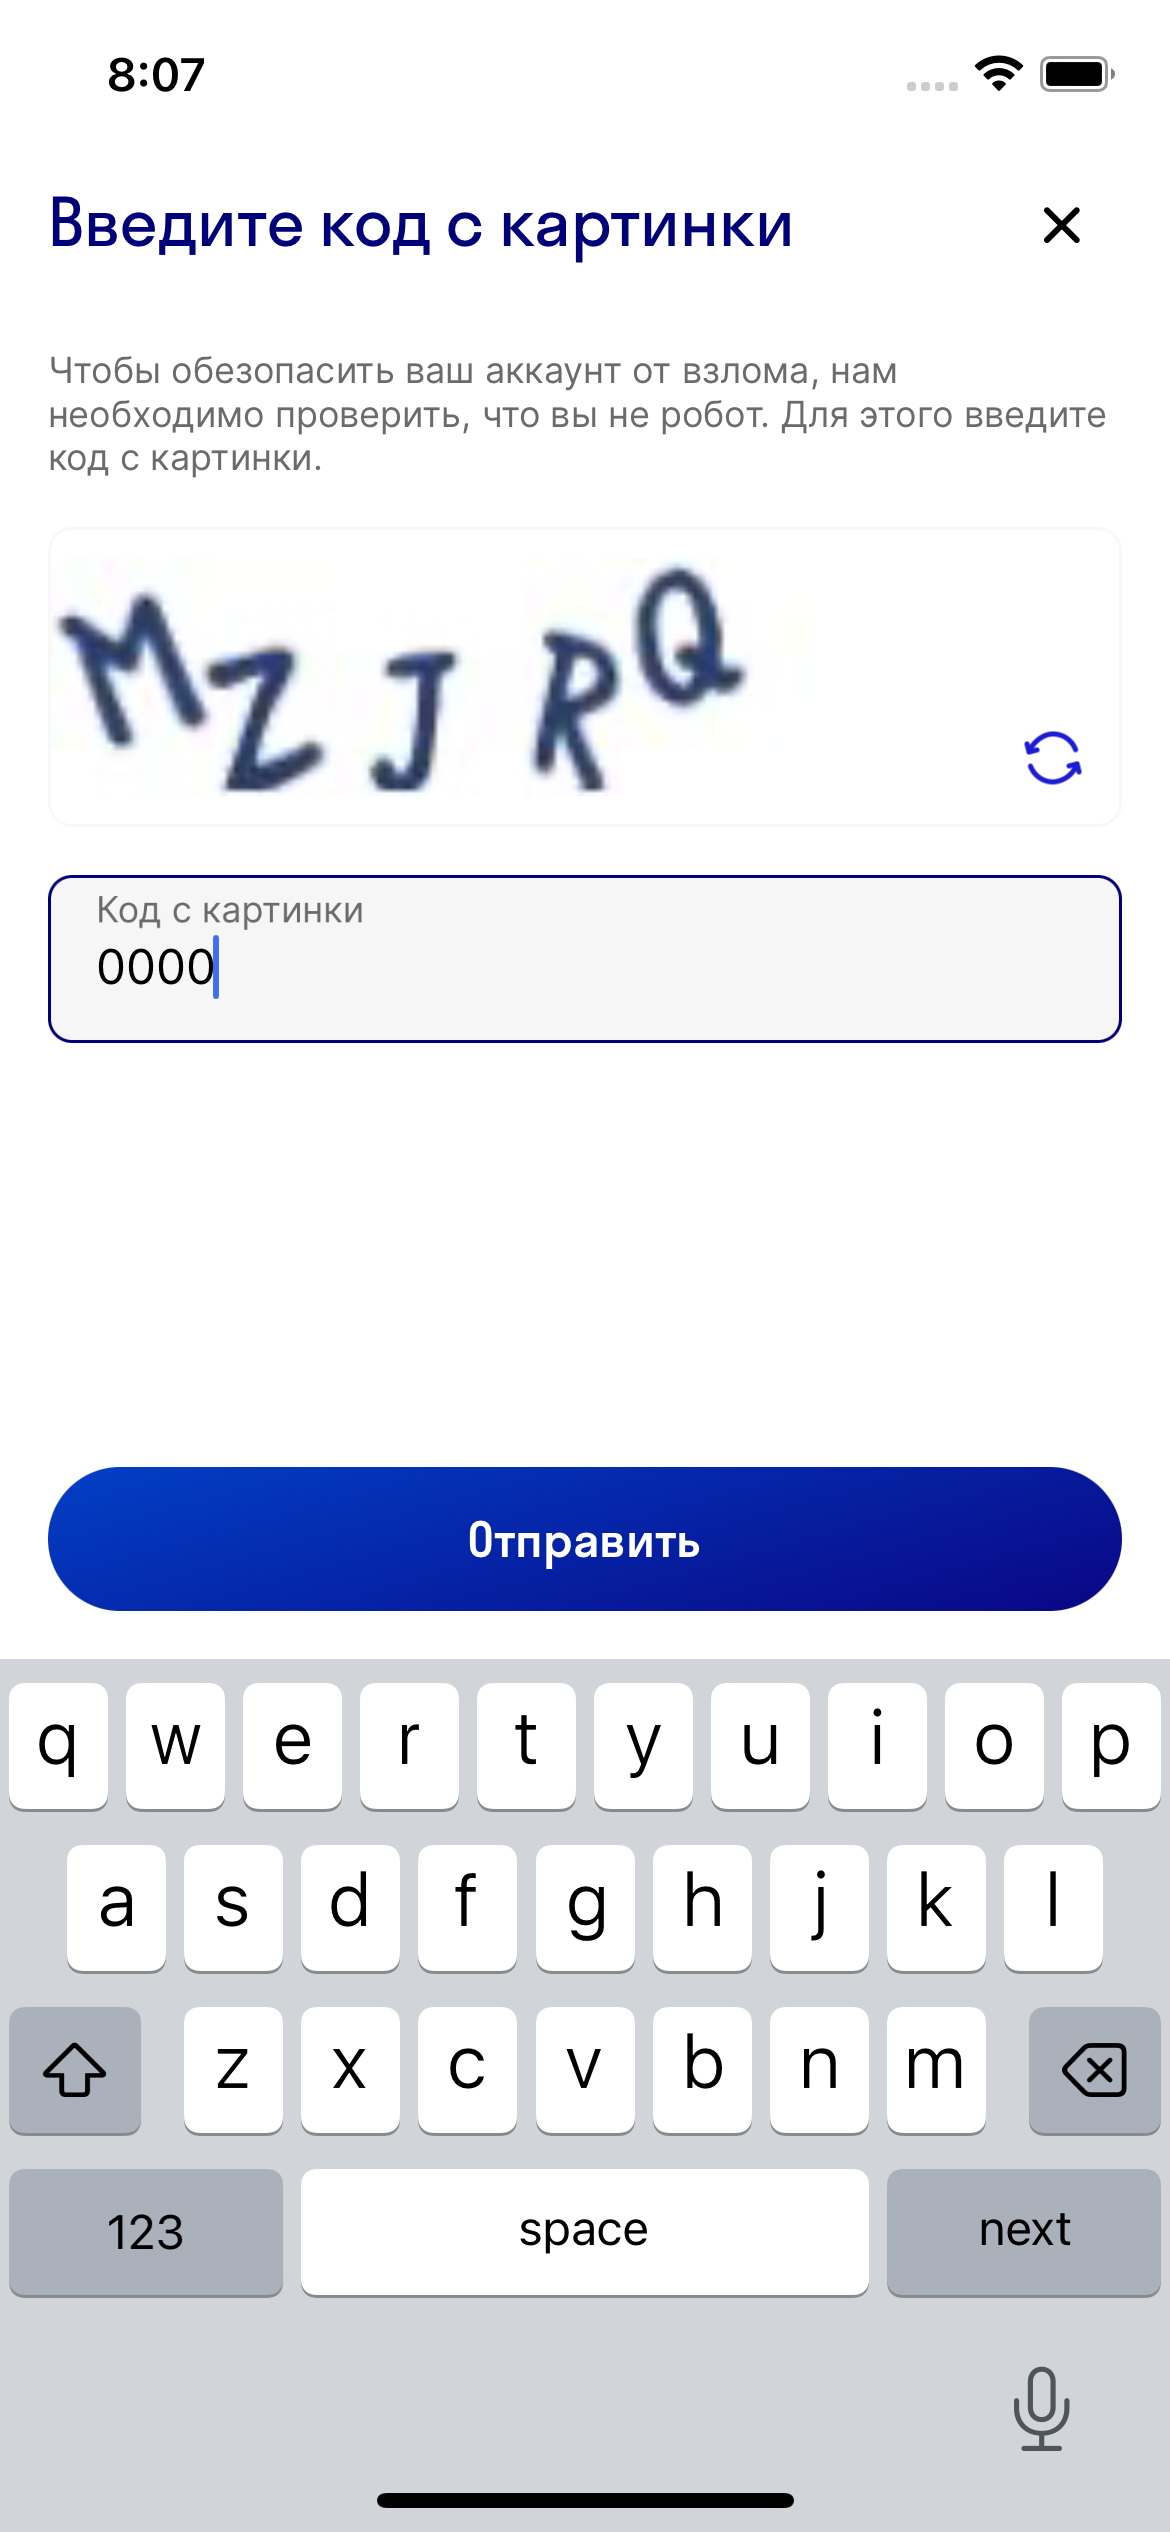 8:07
Введите код с картинки
Чтобы обезопасить ваш аккаунт от взлома, нам
необходимо проверить, что вы не робот. Для этого введите
код с картинки.
MZJRQ
Код с картинки
0000
Отправить
q w e r t y u i o p
a s d f g h j k l
z x c v b n m
123 space next